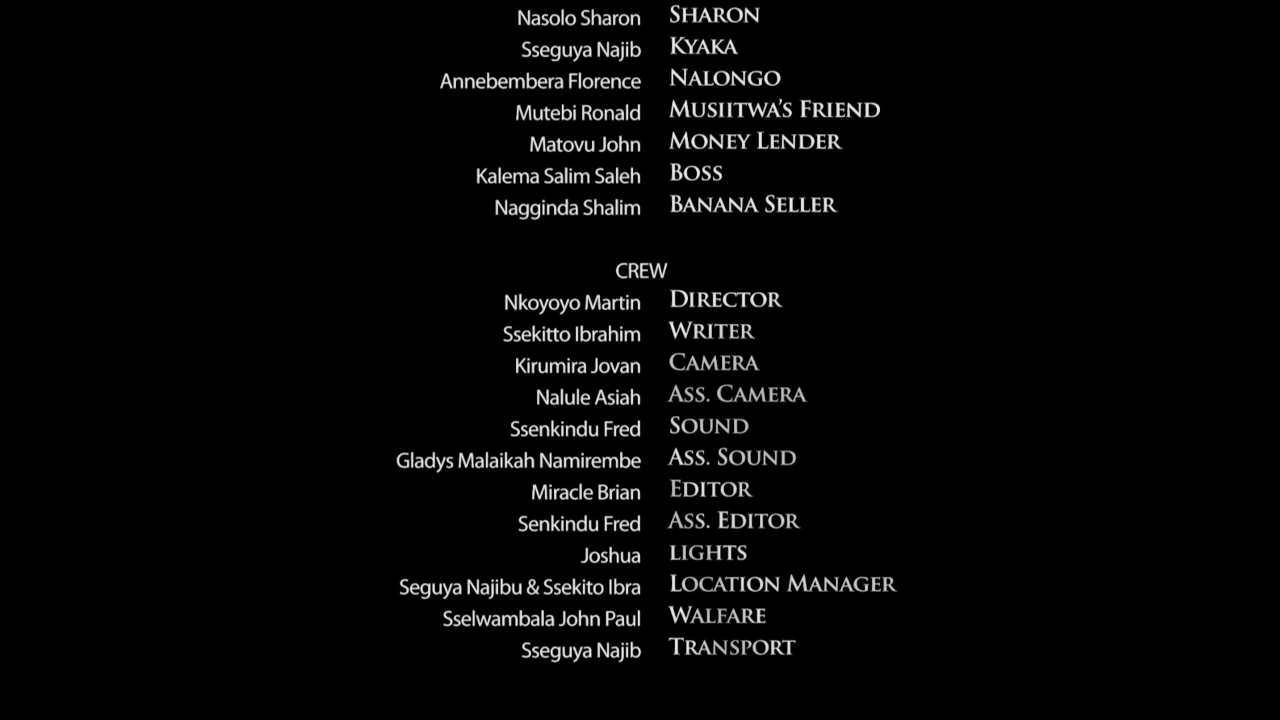 Nasolo Sharon SHARON
Sseguya Najib KYAKA
Annebembera Florence NALONGO
Mutebi Ronald MUSIITWA'S FRIEND
Matovu John MONEY LENDER
Kalema Salim Saleh BOSS
Nagginda Shalim BANANA SELLER
CREW
Nkoyoyo Martin DIRECTOR
Ssekitto Ibrahim WRITER
Kirumira Jovan CAMERA
Nalule Asiah ASS. CAMERA
Ssenkindu Fred SOUND
Gladys Malaikah Namirembe ASS. SOUND
Miracle Brian EDITOR
Senkindu Fred ASS. EDITOR
Joshua LIGHTS
Seguya Najibu & Ssekito Ibra LOCATION MANAGER
Sselwambala John Paul WALFARE
Sseguya Najib TRANSPORT